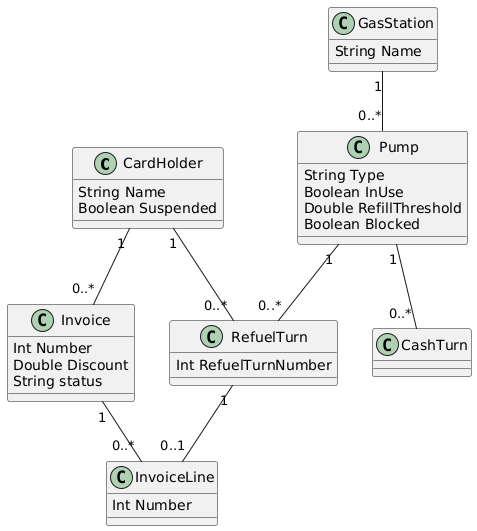 C GasStation
String Name
1
0..*
C Pump
String Type
Boolean InUse
Double RefillThreshold
Boolean Blocked
C CardHolder
String Name
Boolean Suspended
1
1
1
1
0..*
0..*
0..*
0..*
C Invoice
Int Number
Double Discount
String status
C RefuelTurn
Int RefuelTurnNumber
C CashTurn
1
1
0..*
0..1
C InvoiceLine
Int Number